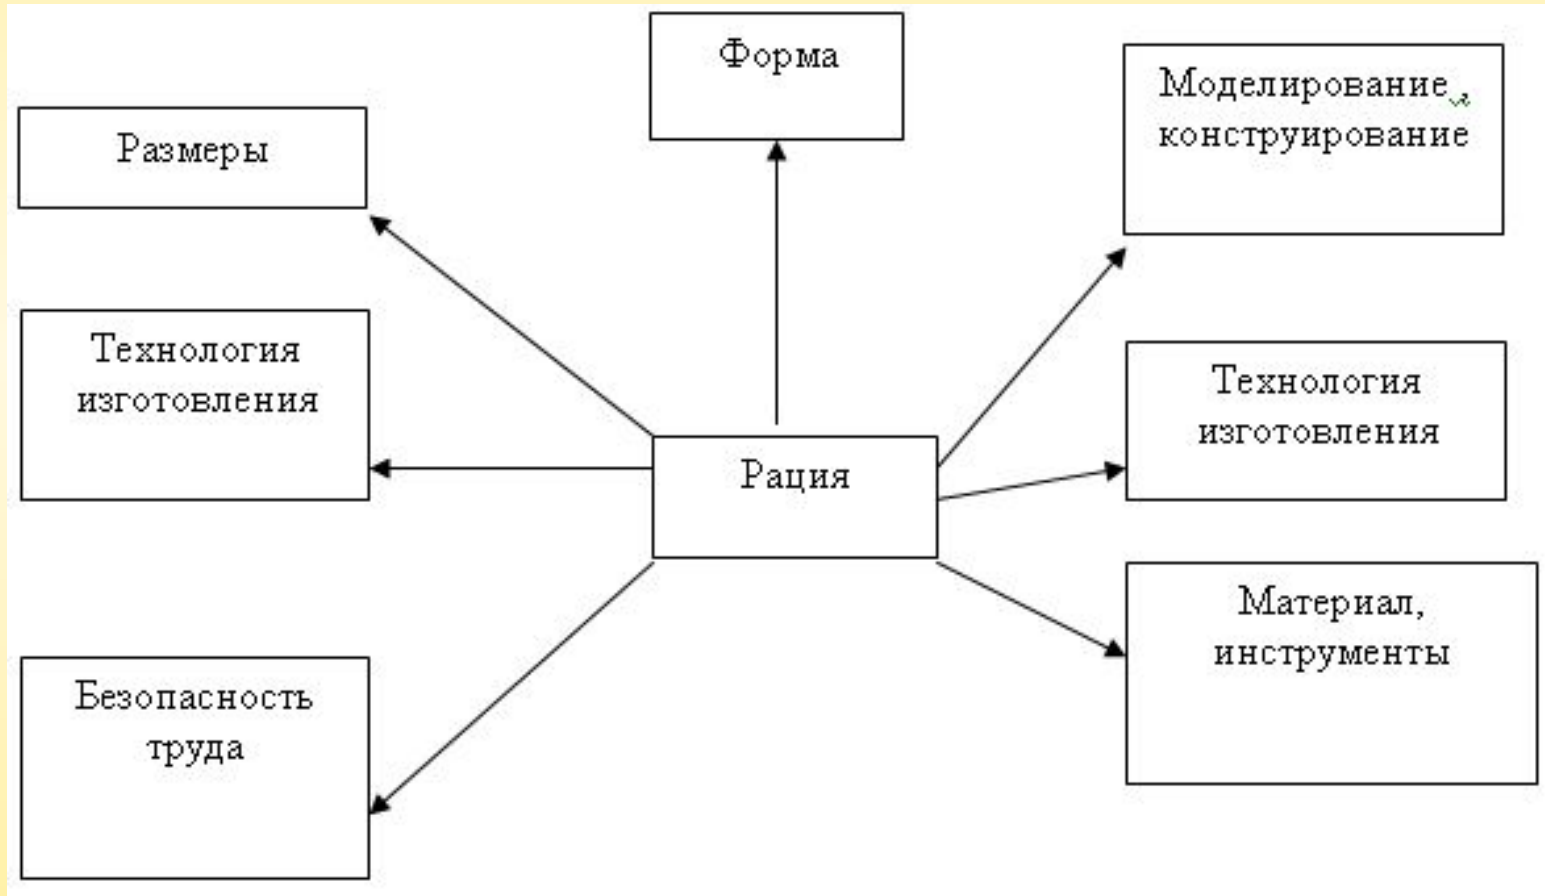 Форма
Моделирование,
конструирование
Размеры
Технология
изготовления
Технология
изготовления
Рация
Материал,
инструменты
Безопасность
труда